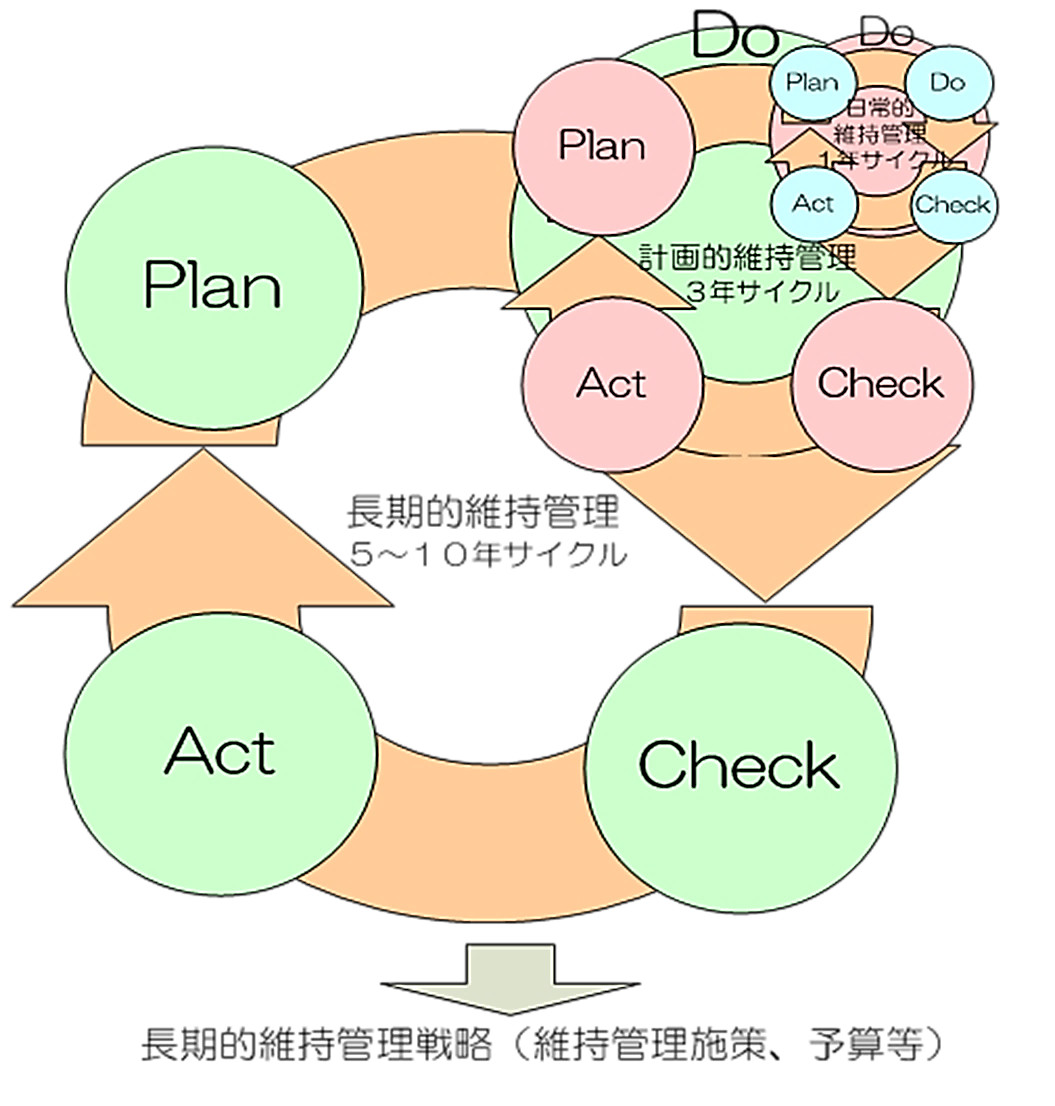 Do
Do
Plan
Do
日常的
維持管理
１年サイクル
Act
Check
Plan
計画的維持管理
３年サイクル
Act
Check
Plan
長期的維持管理
５～１０年サイクル
Act
Check
長期的維持管理戦略（維持管理施策、予算等）